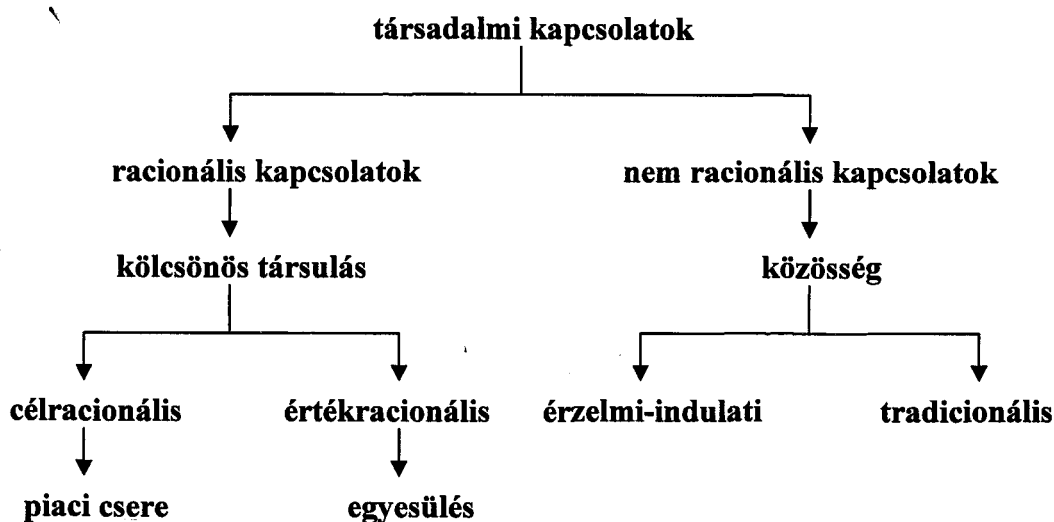 társadalmi kapcsolatok
racionális kapcsolatok nem racionális kapcsolatok
kölcsönös társulás közösség
célracionális értékracionális érzelmi-indulati tradicionális
piaci csere egyesülés